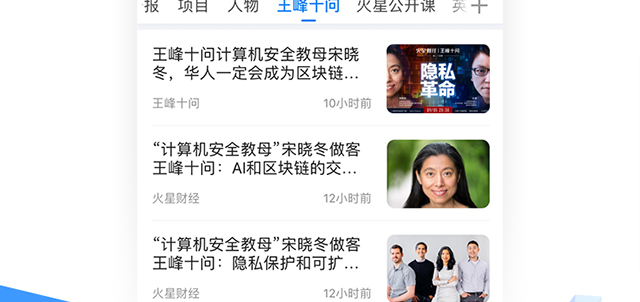 报 项目 人物 王峰十问 火星公开课 英
王峰十问计算机安全教母宋晓
冬，华人一定会成为区块链…
王峰十问 10小时前
火星财经 | 王峰十问
隐私
革命
“计算机安全教母”宋晓冬做客
王峰十问：AI和区块链的交…
火星财经 12小时前
“计算机安全教母”宋晓冬做客
王峰十问：隐私保护和可扩…
火星财经 12小时前